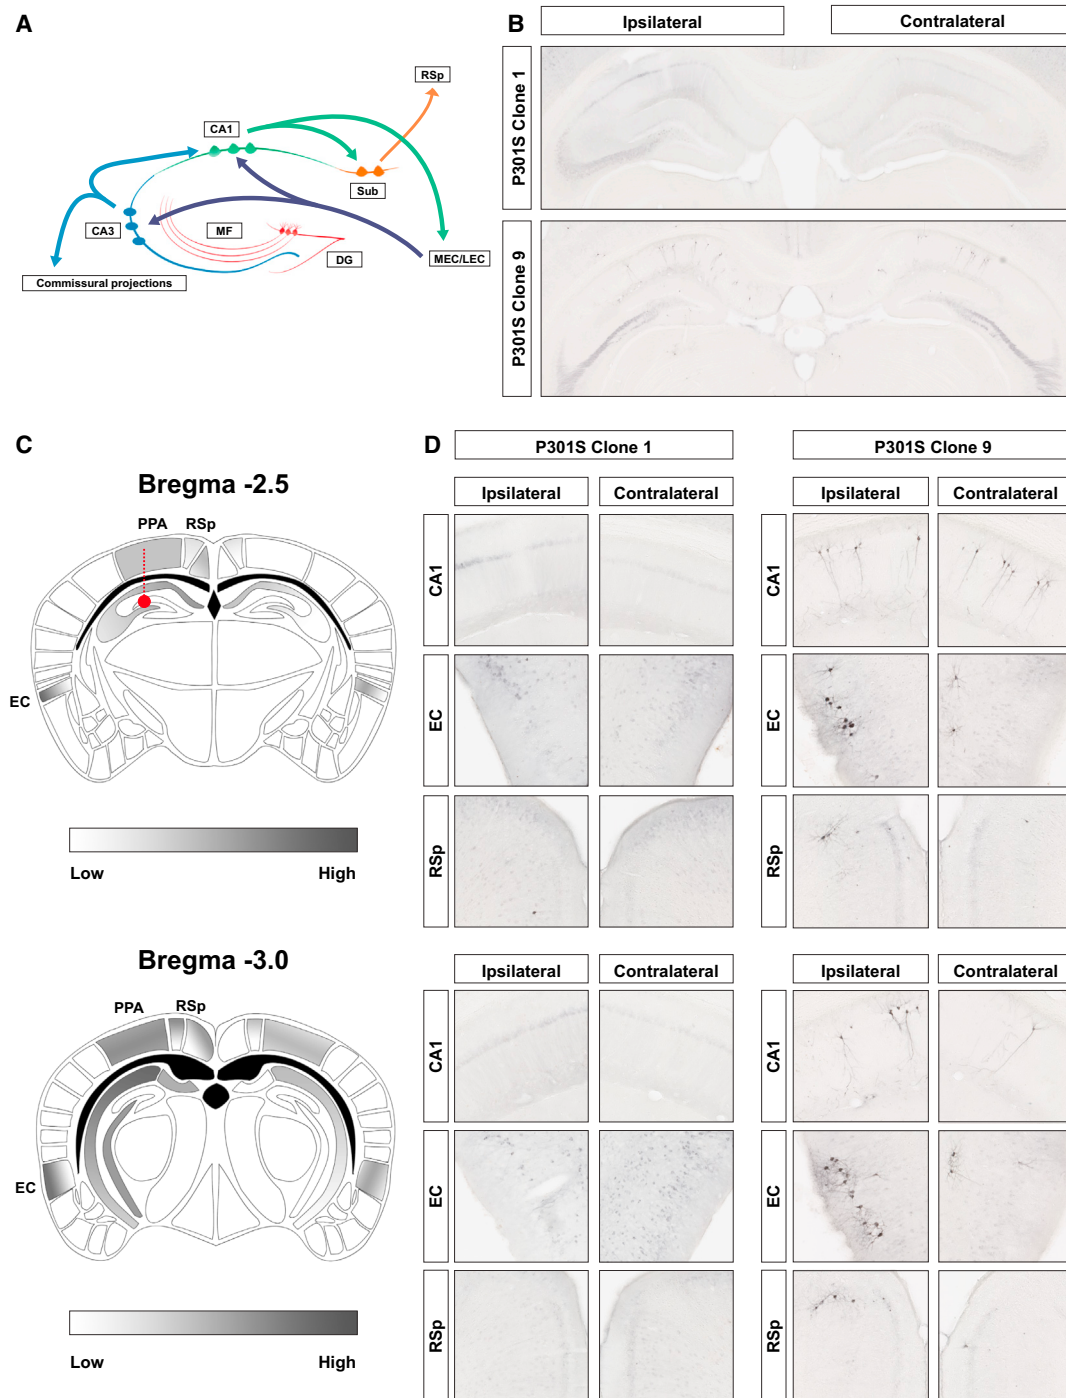 A
RSp
CA1
Sub
CA3
MF
DG
MEC/LEC
Commissural projections
B
Ipsilateral
Contralateral
P301S Clone 1
P301S Clone 9
C
Bregma -2.5
PPA
RSp
EC
Low
High
Bregma -3.0
PPA
RSp
EC
Low
High
D
P301S Clone 1
P301S Clone 9
Ipsilateral
Contralateral
Ipsilateral
Contralateral
CA1
CA1
EC
EC
RSp
RSp
Ipsilateral
Contralateral
Ipsilateral
Contralateral
CA1
CA1
EC
EC
RSp
RSp